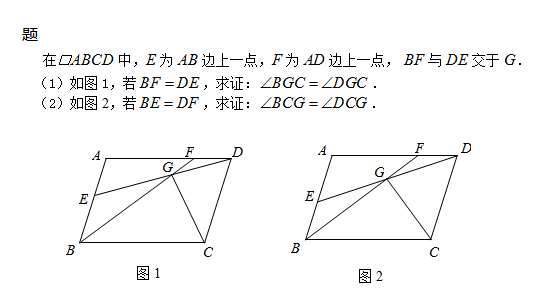 题
在▱ABCD中，E为AB边上一点，F为AD边上一点，BF与DE交于G．
（1）如图1，若BF=DE，求证：∠BGC=∠DGC．
（2）如图2，若BE=DF，求证：∠BCG=∠DCG．
A F D
G
E
B C
图1
A F D
G
E
B C
图2